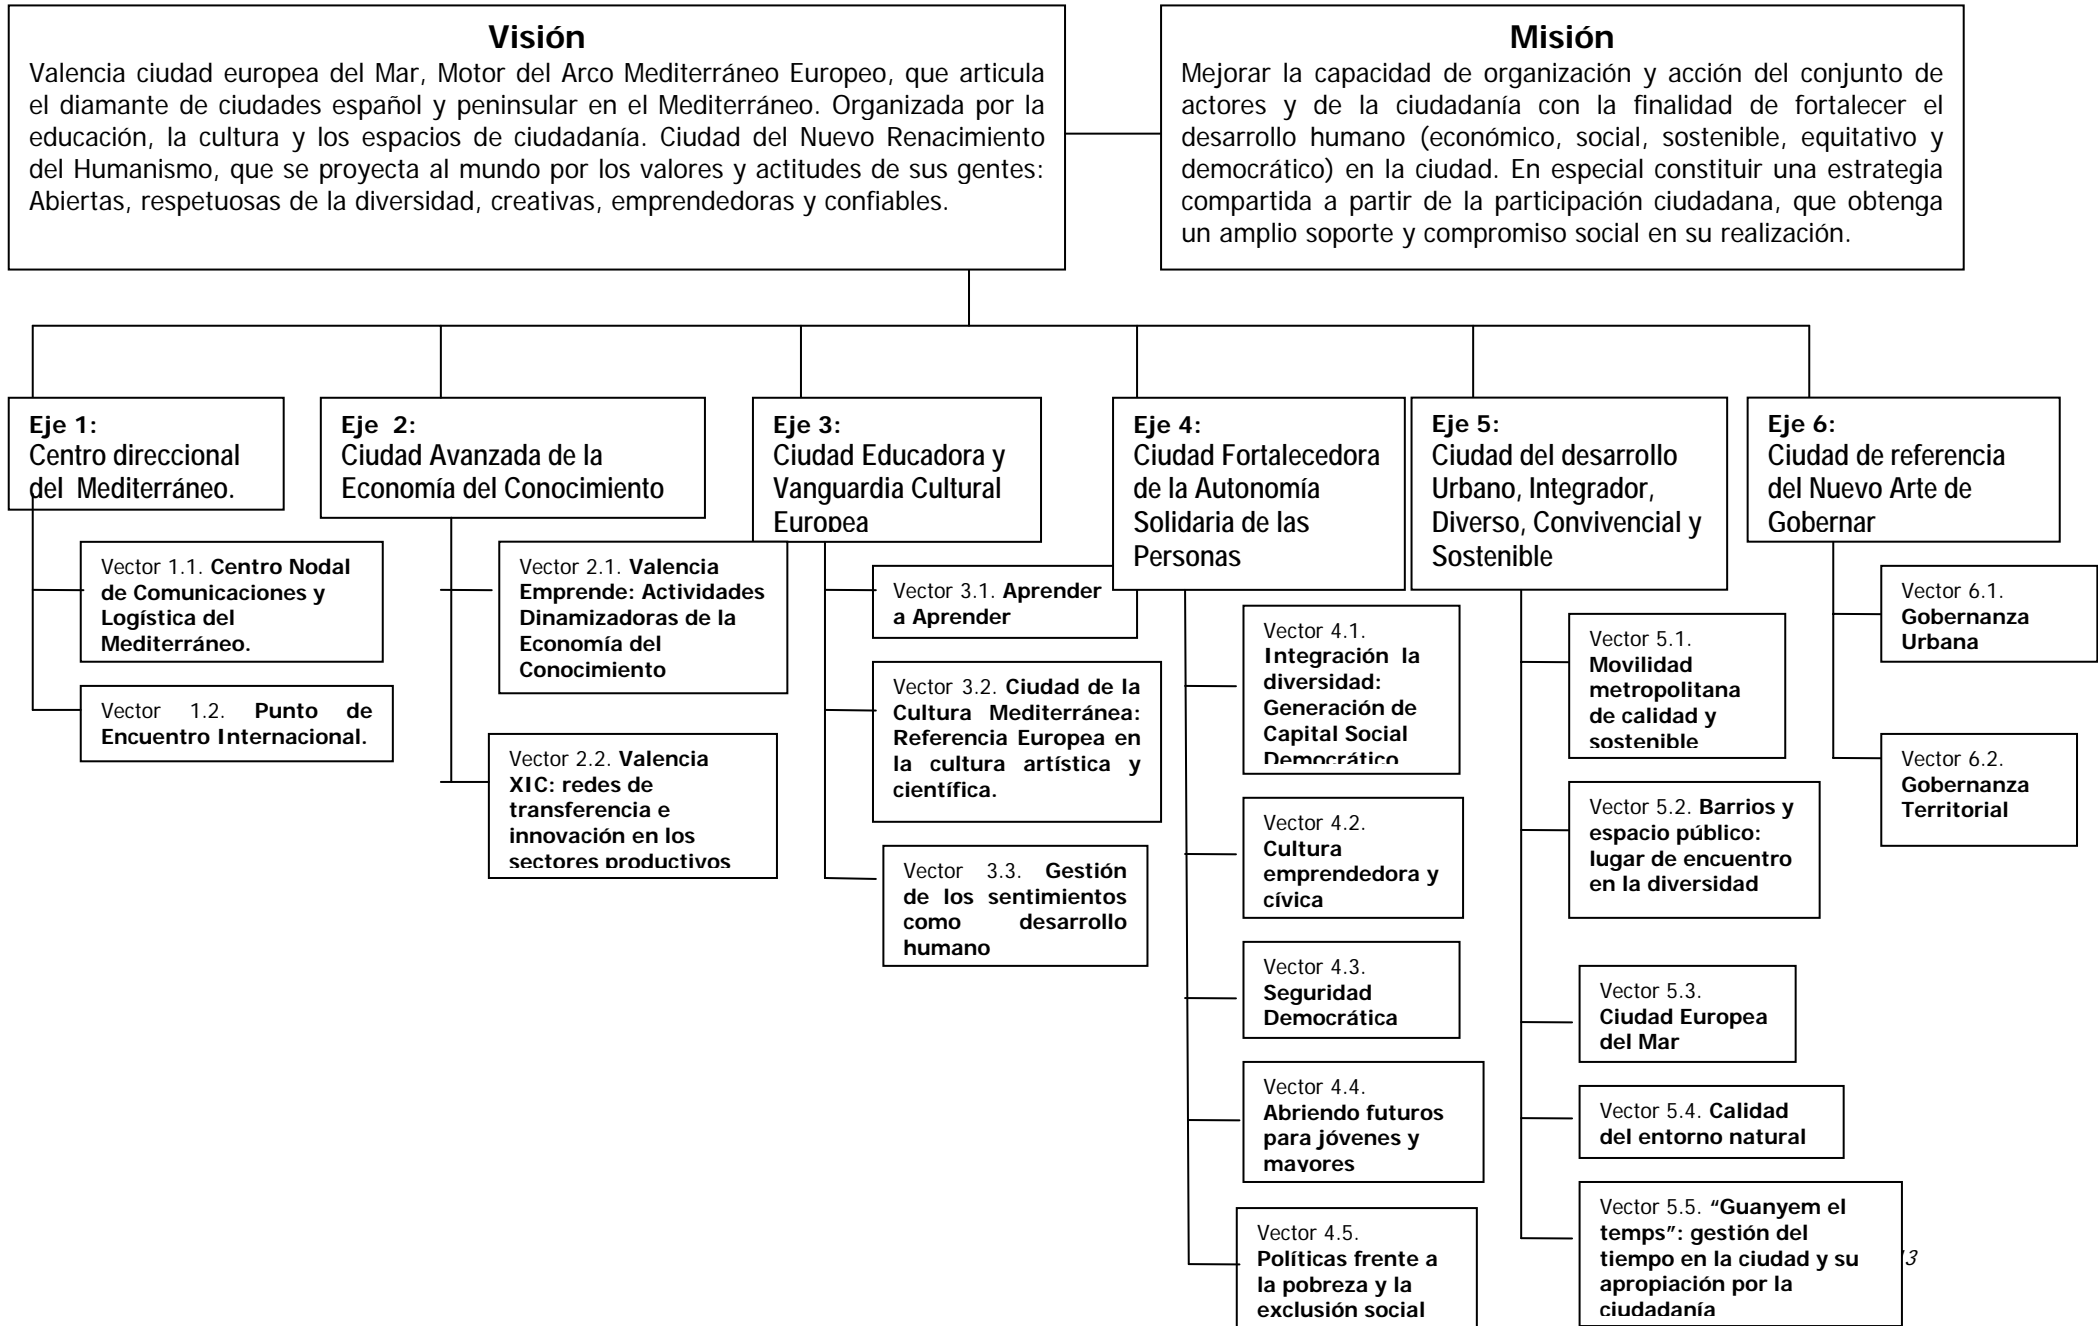 Visión
Valencia ciudad europea del Mar, Motor del Arco Mediterráneo Europeo, que articula
el diamante de ciudades español y peninsular en el Mediterráneo. Organizada por la
educación, la cultura y los espacios de ciudadanía. Ciudad del Nuevo Renacimiento
del Humanismo, que se proyecta al mundo por los valores y actitudes de sus gentes:
Abiertas, respetuosas de la diversidad, creativas, emprendedoras y confiables.
Misión
Mejorar la capacidad de organización y acción del conjunto de
actores y de la ciudadanía con la finalidad de fortalecer el
desarrollo humano (económico, social, sostenible, equitativo y
democrático) en la ciudad. En especial constituir una estrategia
compartida a partir de la participación ciudadana, que obtenga
un amplio soporte y compromiso social en su realización.
Eje 1:
Centro direccional
del Mediterráneo.
Vector 1.1. Centro Nodal
de Comunicaciones y
Logística del
Mediterráneo.
Vector 1.2. Punto de
Encuentro Internacional.
Eje 2:
Ciudad Avanzada de la
Economía del Conocimiento
Vector 2.1. Valencia
Emprende: Actividades
Dinamizadoras de la
Economía del
Conocimiento
Vector 2.2. Valencia
XIC: redes de
transferencia e
innovación en los
sectores productivos
Eje 3:
Ciudad Educadora y
Vanguardia Cultural
Europea
Vector 3.1. Aprender
a Aprender
Vector 3.2. Ciudad de la
Cultura Mediterránea:
Referencia Europea en
la cultura artística y
científica.
Vector 3.3. Gestión
de los sentimientos
como desarrollo
humano
Eje 4:
Ciudad Fortalecedora
de la Autonomía
Solidaria de las
Personas
Vector 4.1.
Integración la
diversidad:
Generación de
Capital Social
Democrático
Vector 4.2.
Cultura
emprendedora y
cívica
Vector 4.3.
Seguridad
Democrática
Vector 4.4.
Abriendo futuros
para jóvenes y
mayores
Vector 4.5.
Políticas frente a
la pobreza y la
exclusión social
Eje 5:
Ciudad del desarrollo
Urbano, Integrador,
Diverso, Convivencial y
Sostenible
Vector 5.1.
Movilidad
metropolitana
de calidad y
sostenible
Vector 5.2. Barrios y
espacio público:
lugar de encuentro
en la diversidad
Vector 5.3.
Ciudad Europea
del Mar
Vector 5.4. Calidad
del entorno natural
Vector 5.5. “Guanyem el
temps”: gestión del
tiempo en la ciudad y su
apropiación por la
ciudadanía
Eje 6:
Ciudad de referencia
del Nuevo Arte de
Gobernar
Vector 6.1.
Gobernanza
Urbana
Vector 6.2.
Gobernanza
Territorial